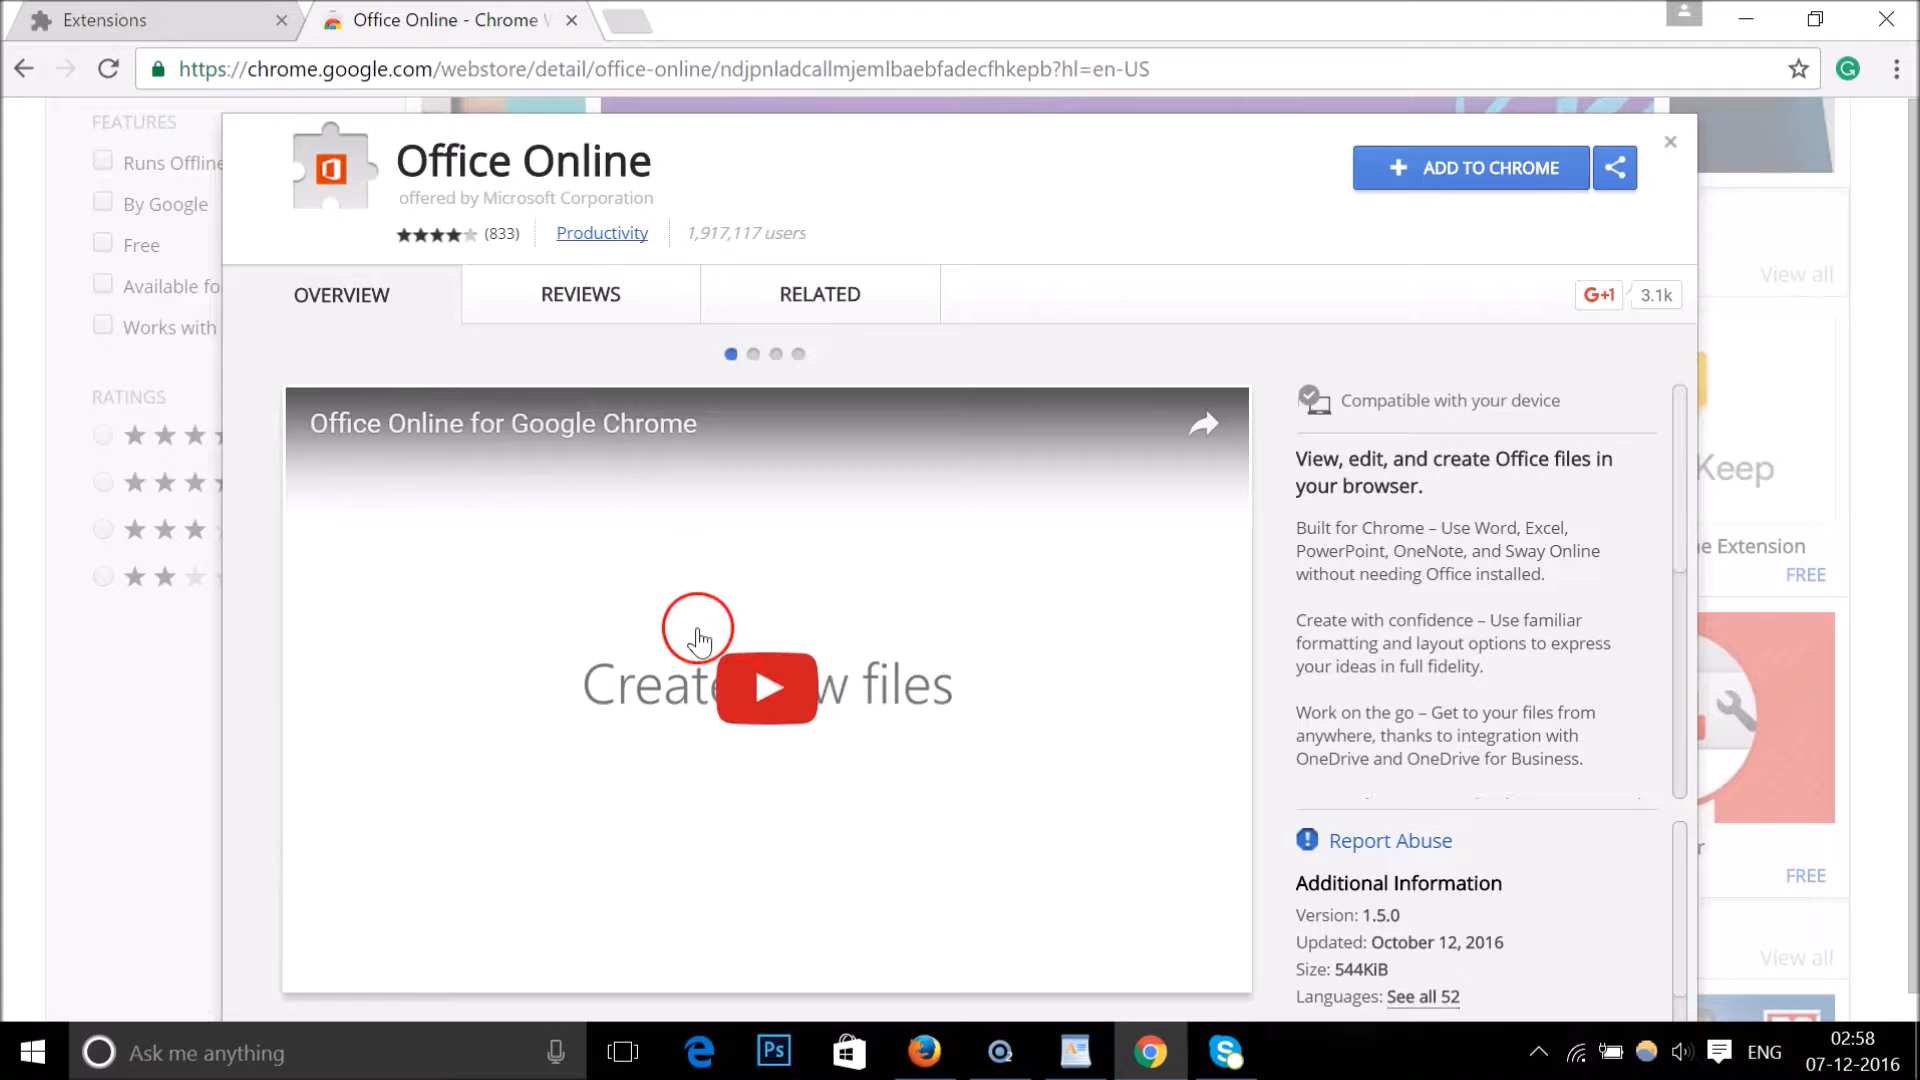 Extensions
Office Online - Chrome
https://chrome.google.com/webstore/detail/office-online/ndjpnladcallmjemlbaebfadecfhkepb?hl=en-US
FEATURES
Runs Offline
By Google
Free
Available fo
Works with
RATINGS
Office Online
offered by Microsoft Corporation
(833)
Productivity
1,917,117 users
ADD TO CHROME
OVERVIEW
REVIEWS
RELATED
G+1
3.1k
Office Online for Google Chrome
Create w files
Compatible with your device
View, edit, and create Office files in
your browser.
Built for Chrome – Use Word, Excel,
PowerPoint, OneNote, and Sway Online
without needing Office installed.
Create with confidence – Use familiar
formatting and layout options to express
your ideas in full fidelity.
Work on the go – Get to your files from
anywhere, thanks to integration with
OneDrive and OneDrive for Business.
Report Abuse
Additional Information
Version: 1.5.0
Updated: October 12, 2016
Size: 544KiB
Languages: See all 52
View all
Keep
e Extension
FREE
r
FREE
View all
Ask me anything
Ps
ENG
02:58
07-12-2016